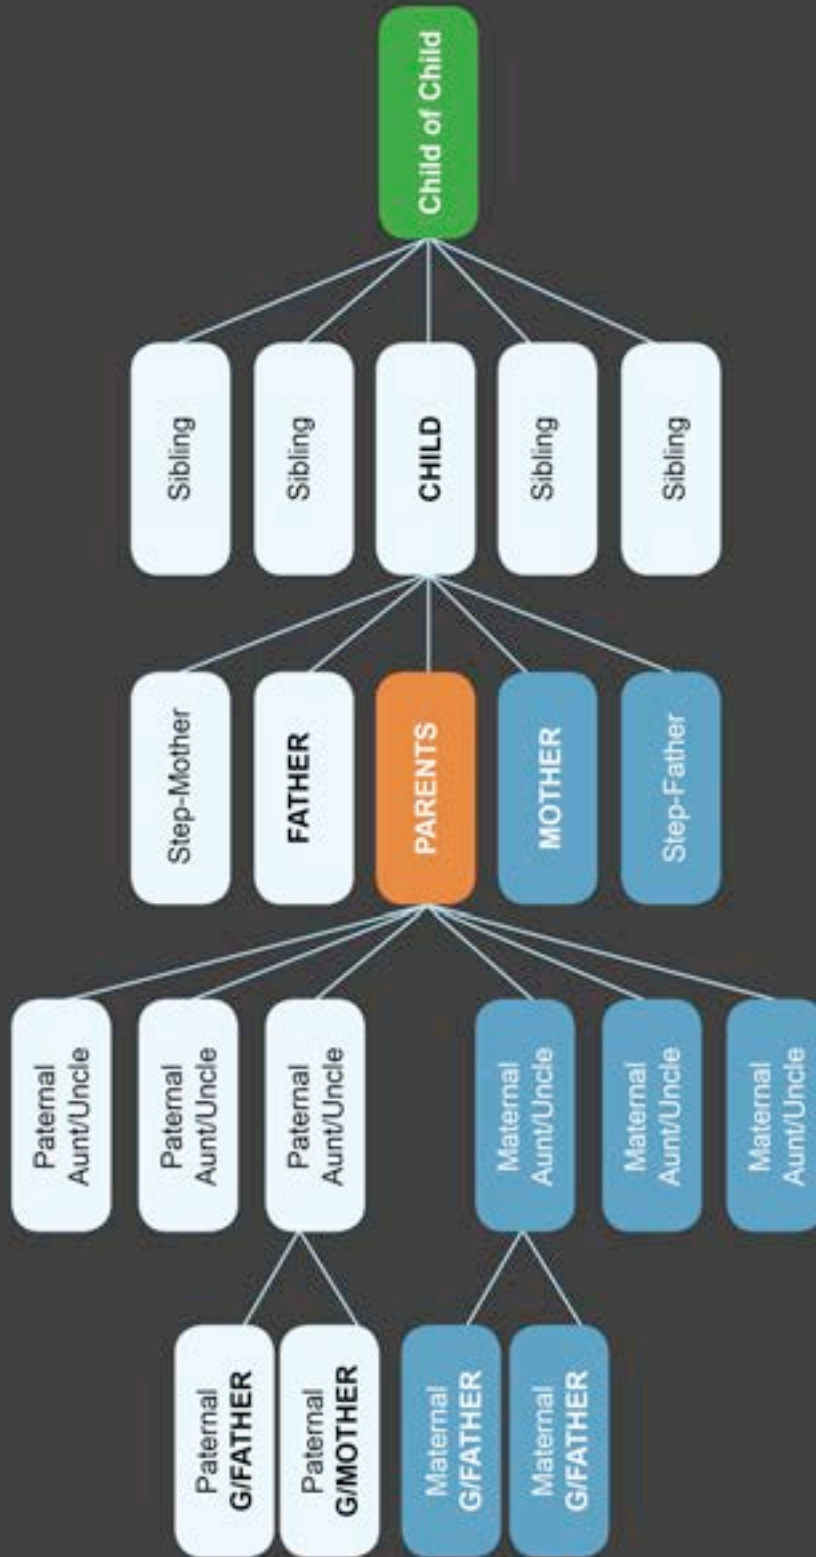 Paternal
G/FATHER
Paternal
G/MOTHER
Maternal
G/FATHER
Maternal
G/FATHER
Paternal
Aunt/Uncle
Paternal
Aunt/Uncle
Paternal
Aunt/Uncle
Maternal
Aunt/Uncle
Maternal
Aunt/Uncle
Maternal
Aunt/Uncle
Step-Mother
FATHER
PARENTS
MOTHER
Step-Father
Sibling
Sibling
CHILD
Sibling
Sibling
Child of Child